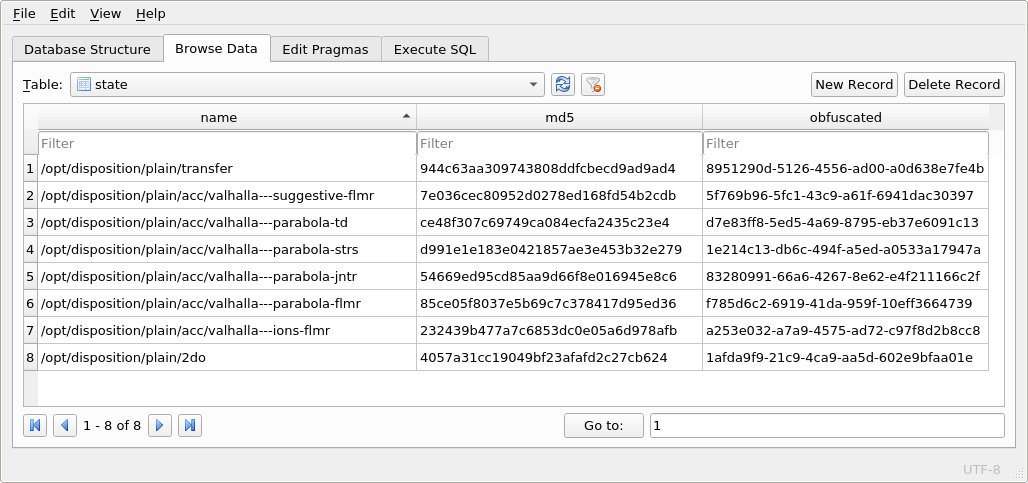 File Edit View Help
Database Structure Browse Data Edit Pragmas Execute SQL
Table: state New Record Delete Record
name md5 obfuscated
Filter Filter Filter
1 /opt/disposition/plain/transfer 944c63aa309743808ddfcbecd9ad9ad4 8951290d-5126-4556-ad00-a0d638e7fe4b
2 /opt/disposition/plain/acc/valhalla---suggestive-flmr 7e036cec80952d0278ed168fd54b2cdb 5f769b96-5fc1-43c9-a61f-6941dac30397
3 /opt/disposition/plain/acc/valhalla---parabola-td ce48f307c69749ca084ecfa2435c23e4 d7e83ff8-5ed5-4a69-8795-eb37e6091c13
4 /opt/disposition/plain/acc/valhalla---parabola-strs d991e1e183e0421857ae3e453b32e279 1e214c13-db6c-494f-a5ed-a0533a17947a
5 /opt/disposition/plain/acc/valhalla---parabola-jntr 54669ed95cd85aa9d66f8e016945e8c6 83280991-66a6-4267-8e62-e4f211166c2f
6 /opt/disposition/plain/acc/valhalla---parabola-flmr 85ce05f8037e5b69c7c378417d95ed36 f785d6c2-6919-41da-959f-10eff3664739
7 /opt/disposition/plain/acc/valhalla---ions-flmr 232439b477a7c6853dc0e05a6d978afb a253e032-a7a9-4575-ad72-c97f8d2b8cc8
8 /opt/disposition/plain/2do 4057a31cc19049bf23afafd2c27cb624 1afda9f9-21c9-4ca9-aa5d-602e9bfaa01e
1 - 8 of 8 Go to: 1
UTF-8